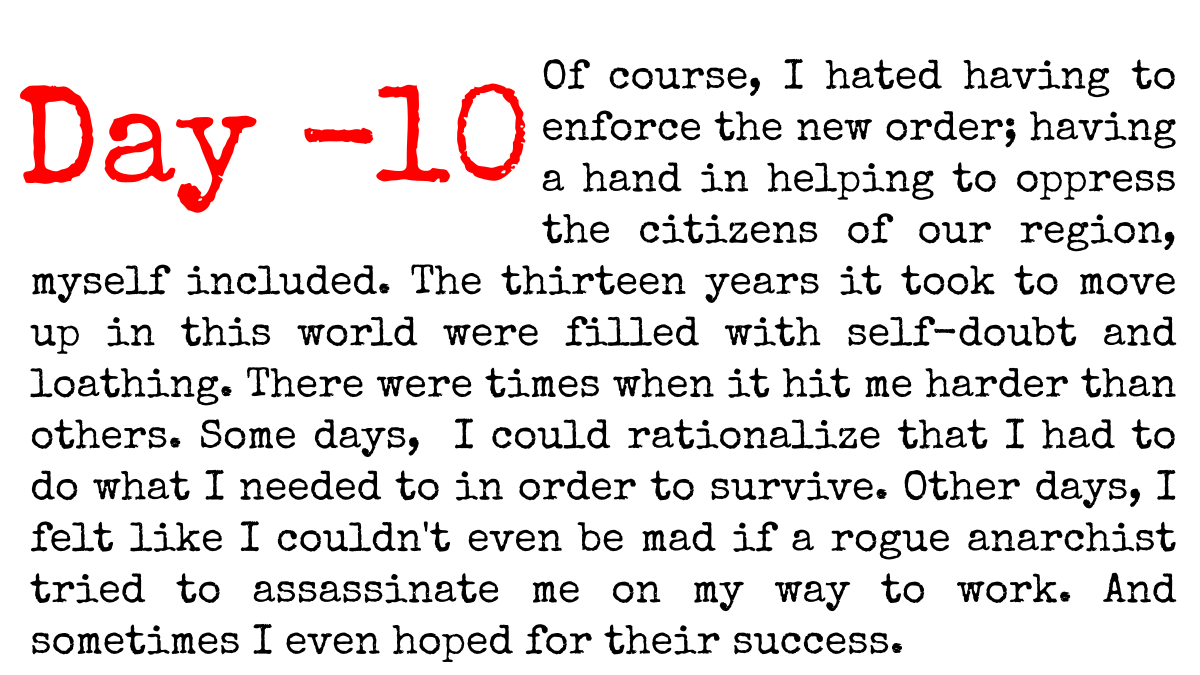 Day -10
Of course, I hated having to
enforce the new order; having
a hand in helping to oppress
the citizens of our region,
myself included. The thirteen years it took to move
up in this world were filled with self-doubt and
loathing. There were times when it hit me harder than
others. Some days,  I could rationalize that I had to
do what I needed to in order to survive. Other days, I
felt like I couldn't even be mad if a rogue anarchist
tried to assassinate me on my way to work. And
sometimes I even hoped for their success.